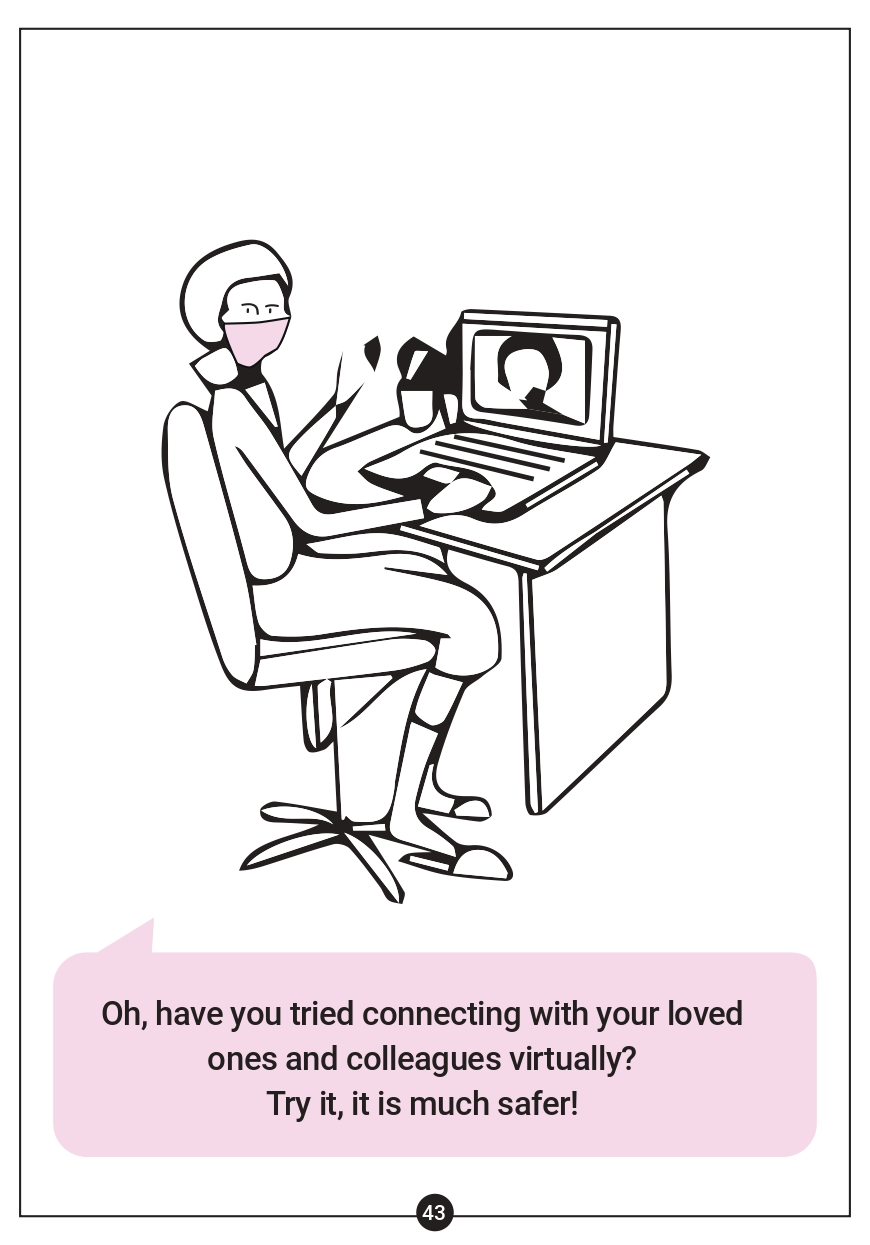 Oh, have you tried connecting with your loved
ones and colleagues virtually?
Try it, it is much safer!
43